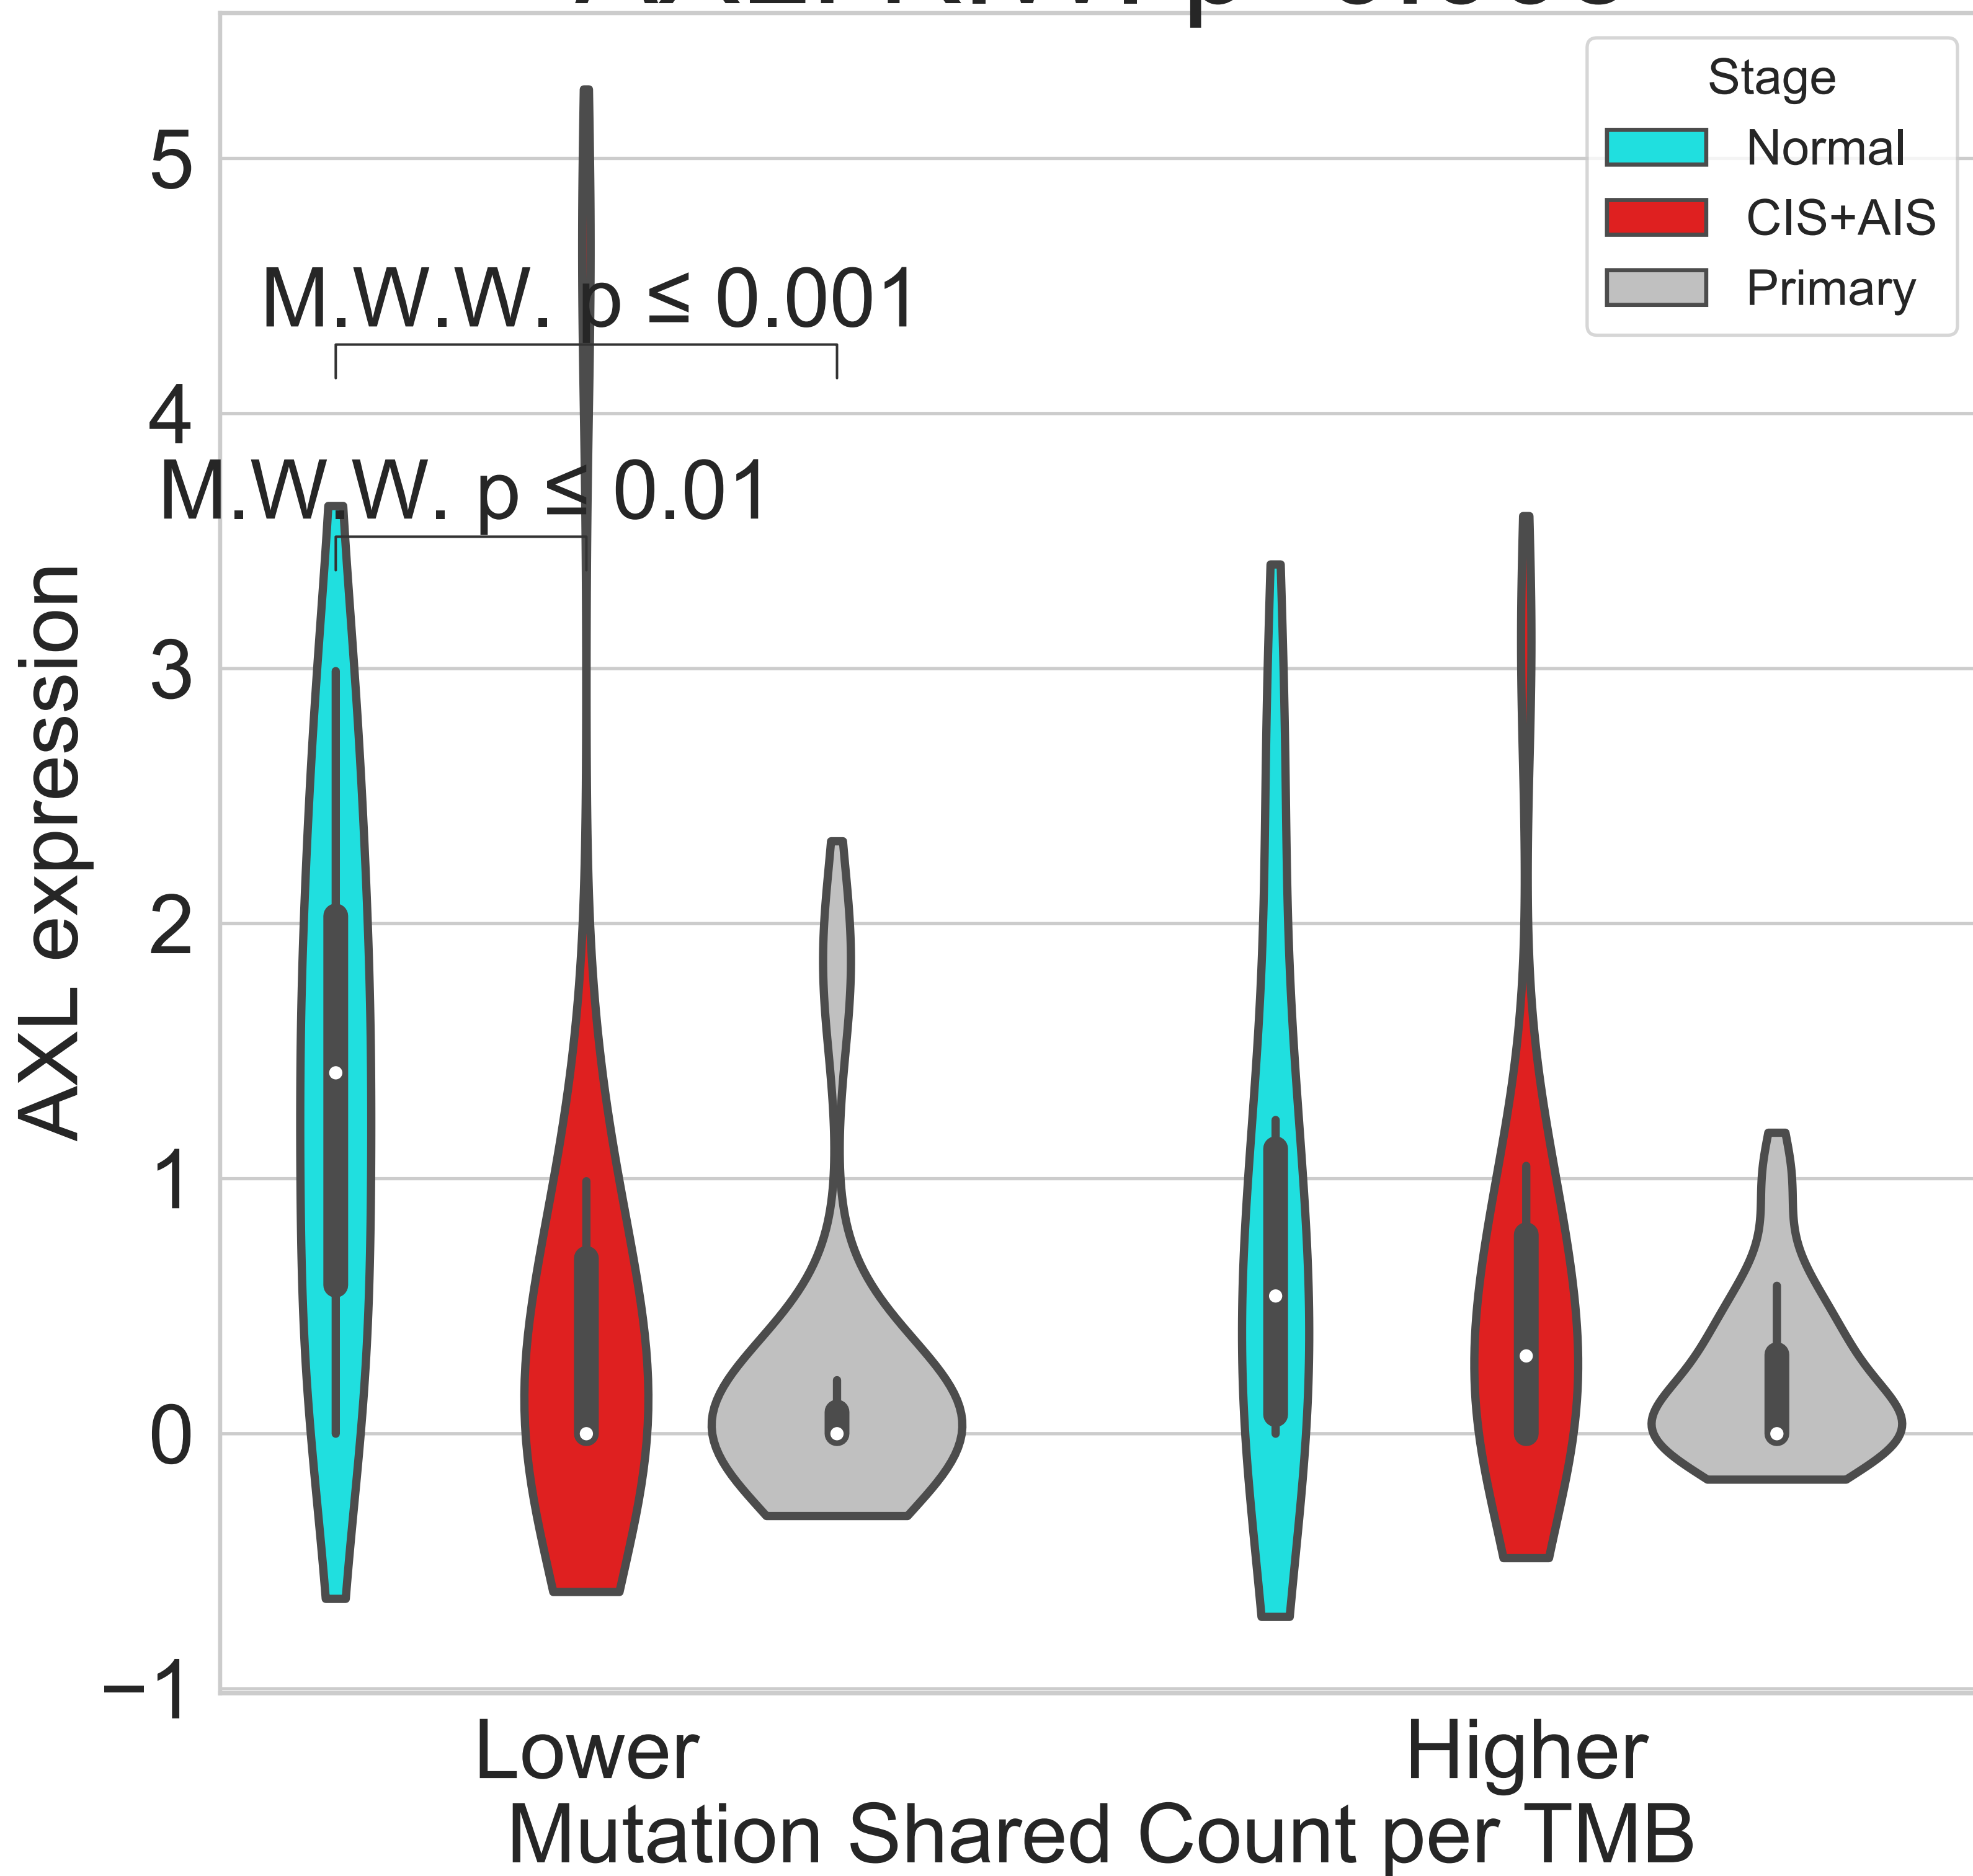 Stage
Normal
CIS+AIS
Primary
M.W.W. p ≤ 0.001
M.W.W. p ≤ 0.01
5
4
3
2
1
0
−1
AXL expression
Lower
Higher
Mutation Shared Count per TMB